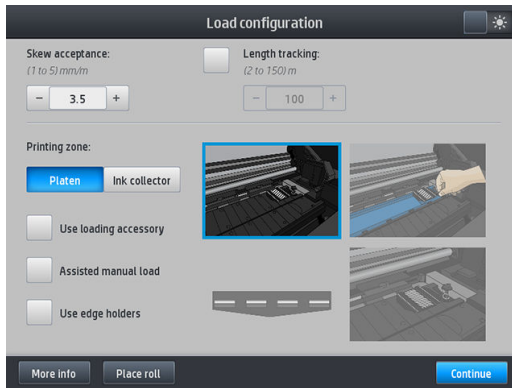 Load configuration
Skew acceptance:
(1 to 5) mm/m
− 3.5 +
Length tracking:
(2 to 150) m
− 100 +
Printing zone:
Platen
Ink collector
Use loading accessory
Assisted manual load
Use edge holders
More info
Place roll
Continue